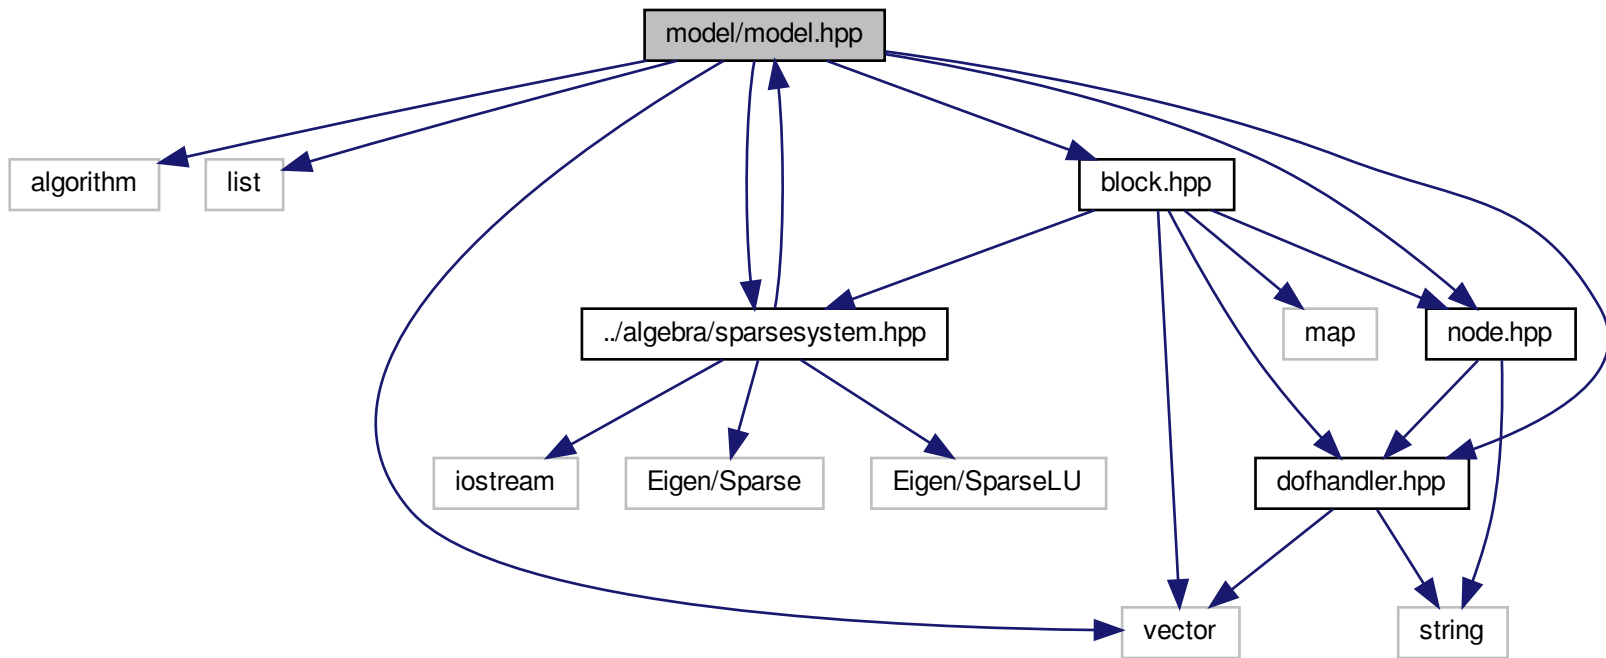 model/model.hpp
algorithm
list
block.hpp
../algebra/sparsesystem.hpp
map
node.hpp
iostream
Eigen/Sparse
Eigen/SparseLU
dofhandler.hpp
vector
string